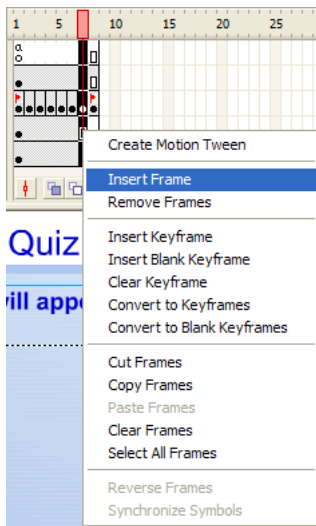 1 5 10 15 20 25
a
Create Motion Tween
Insert Frame
Remove Frames
Quiz
Insert Keyframe
Insert Blank Keyframe
Clear Keyframe
will appe
Convert to Keyframes
Convert to Blank Keyframes
Cut Frames
Copy Frames
Paste Frames
Clear Frames
Select All Frames
Reverse Frames
Synchronize Symbols